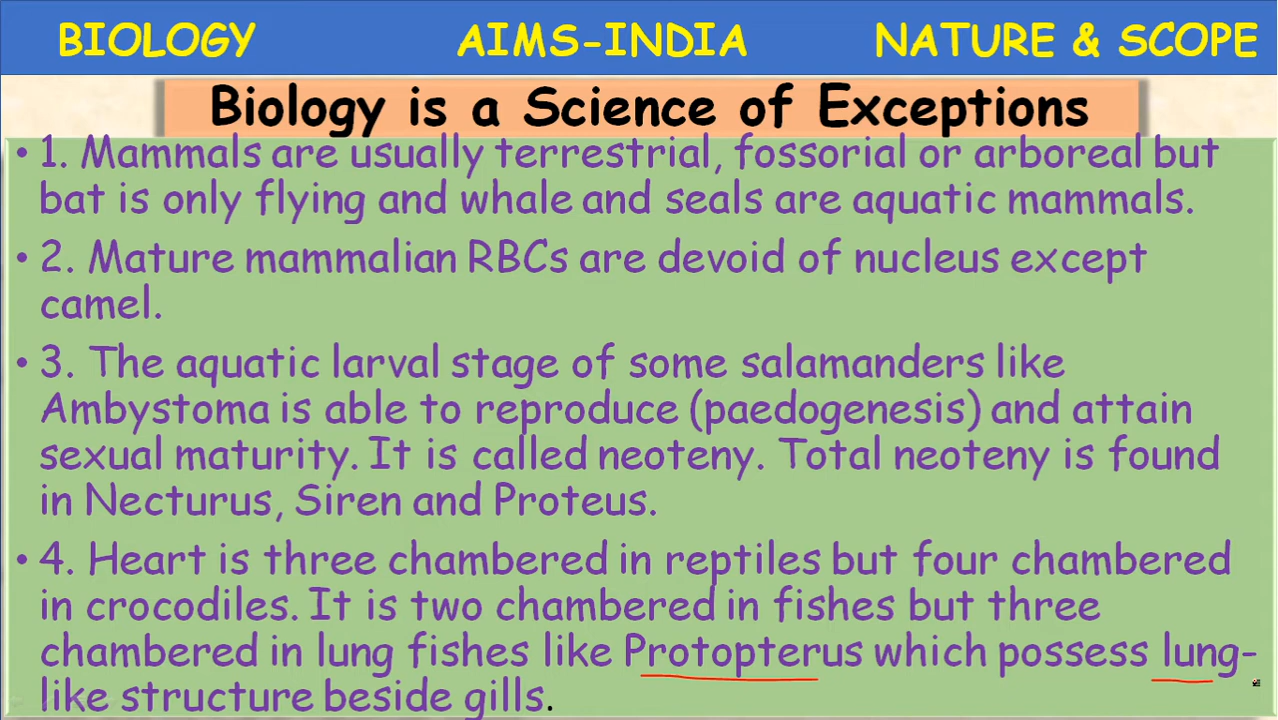 BIOLOGY AIMS-INDIA NATURE & SCOPE
Biology is a Science of Exceptions
• 1. Mammals are usually terrestrial, fossorial or arboreal but
bat is only flying and whale and seals are aquatic mammals.
• 2. Mature mammalian RBCs are devoid of nucleus except
camel.
• 3. The aquatic larval stage of some salamanders like
Ambystoma is able to reproduce (paedogenesis) and attain
sexual maturity. It is called neoteny. Total neoteny is found
in Necturus, Siren and Proteus.
• 4. Heart is three chambered in reptiles but four chambered
in crocodiles. It is two chambered in fishes but three
chambered in lung fishes like Protopterus which possess lung-
like structure beside gills.